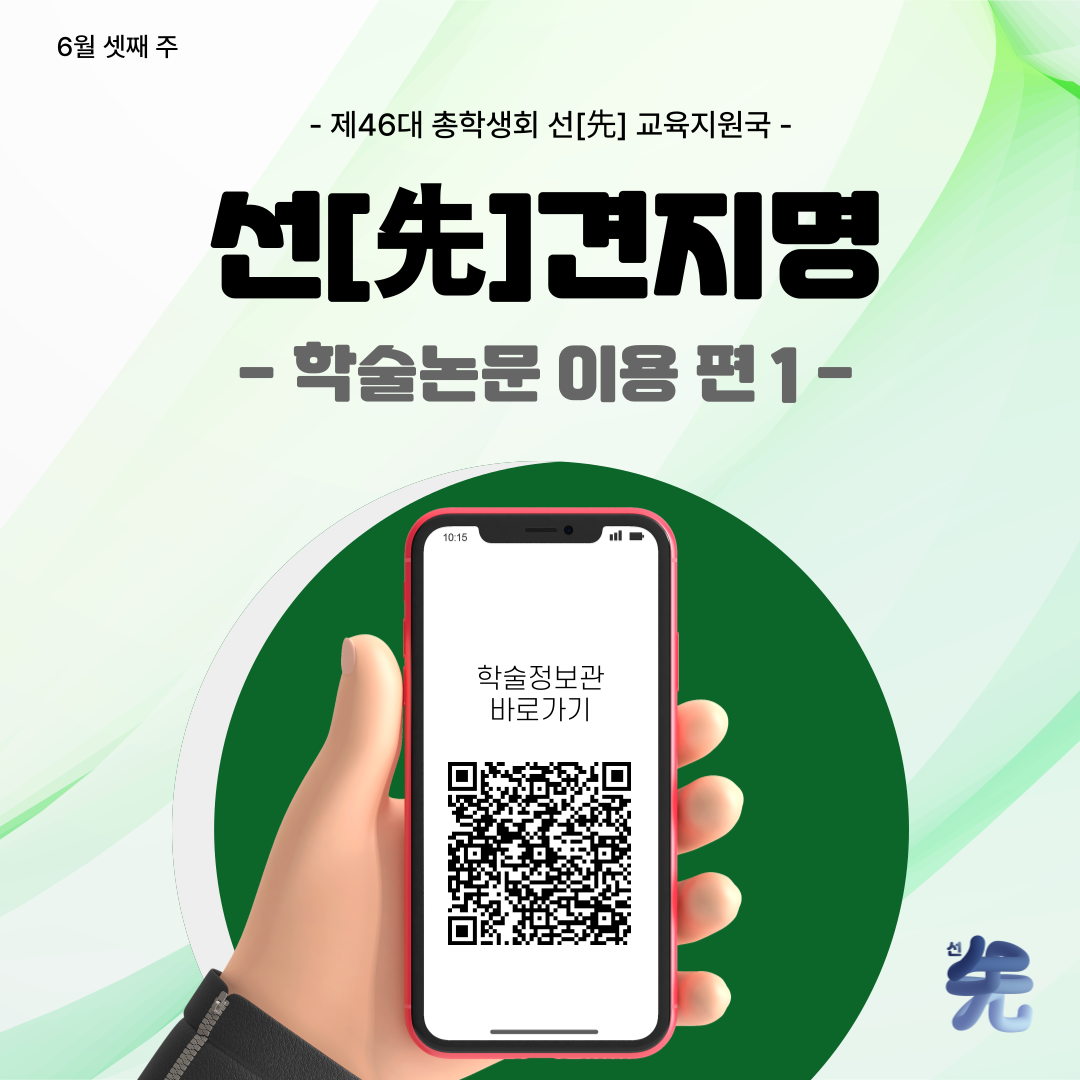 6월 셋째 주
- 제46대 총학생회 선[先] 교육지원국 -
선[先]견지명
- 학술논문 이용 편 1 -
10:15
학술정보관
바로가기
선
先